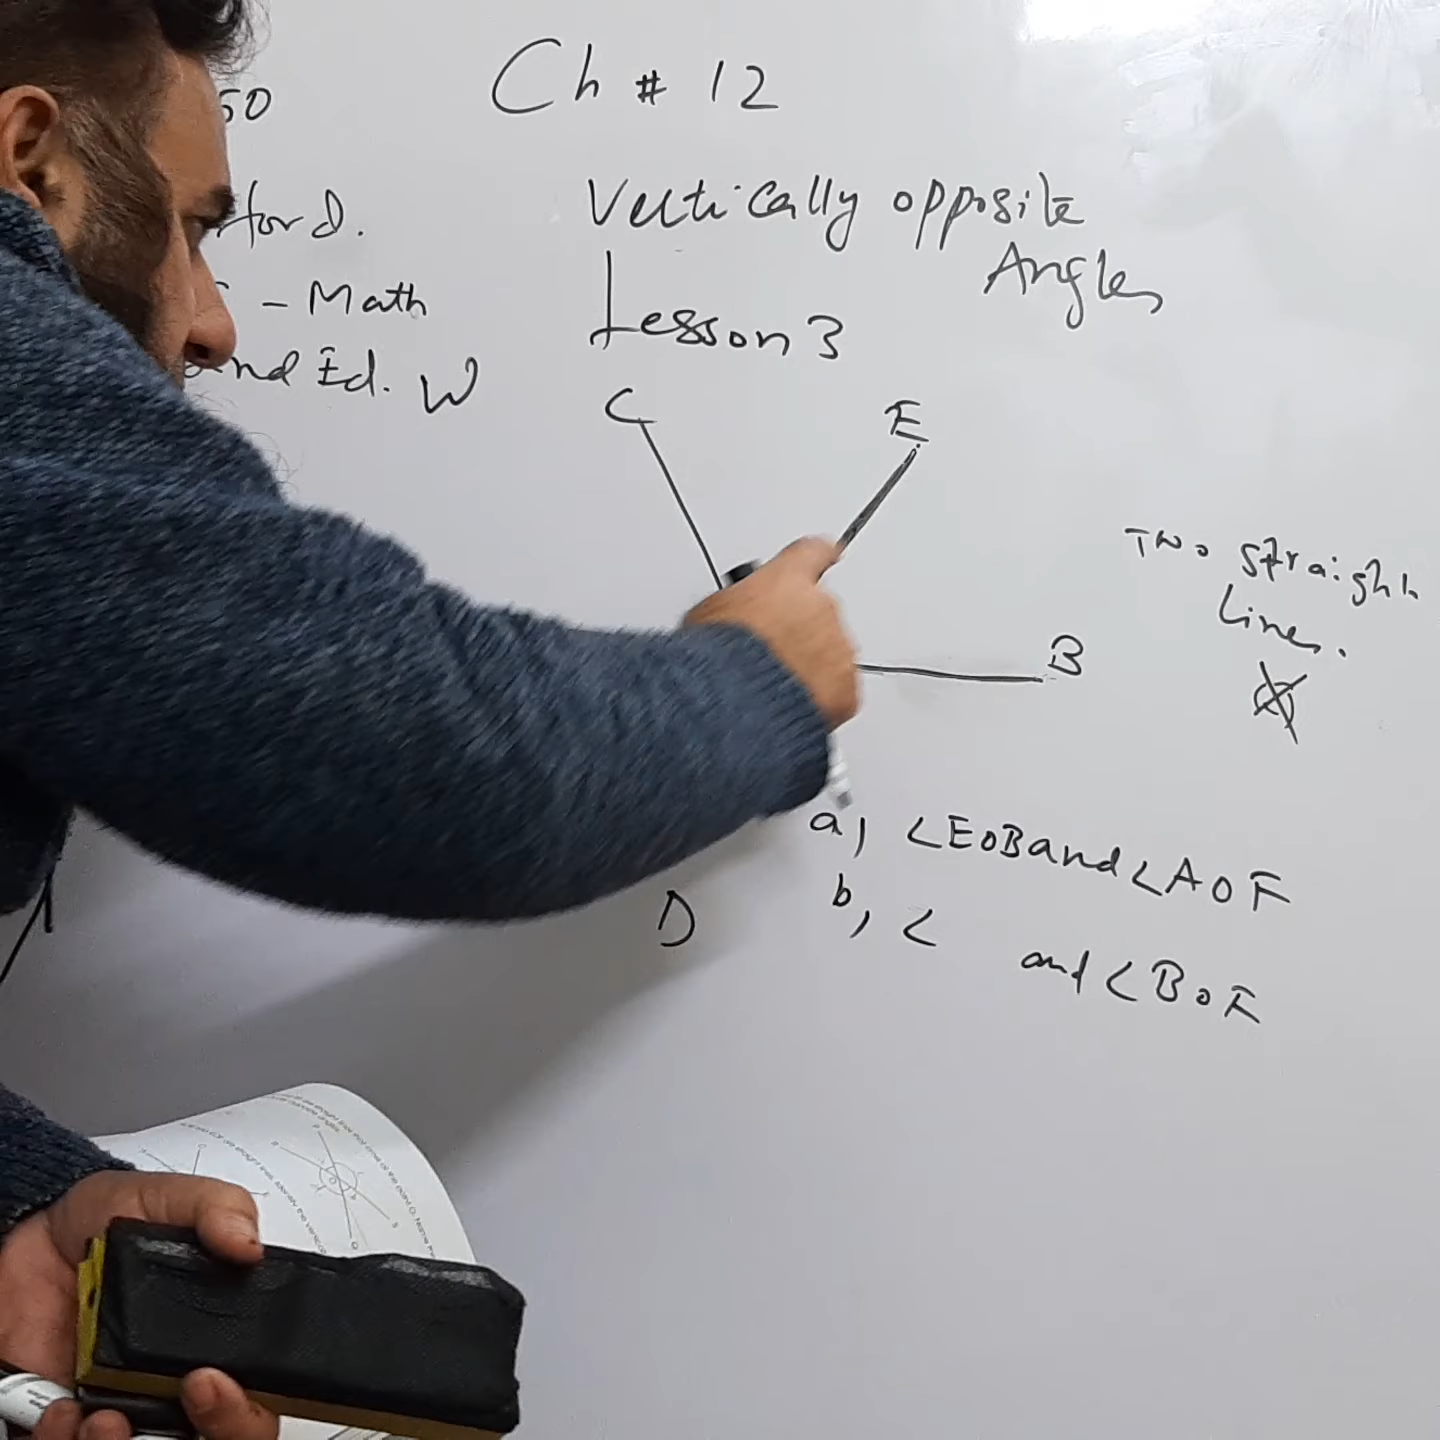 50
Ch # 12
ford.
Vertically opposite
Angles
- Math
Lesson 3
and Ed. W
C
E
Two straight
Lines.
B
a, <EOB and <AOF
b, <      and <BOF
D